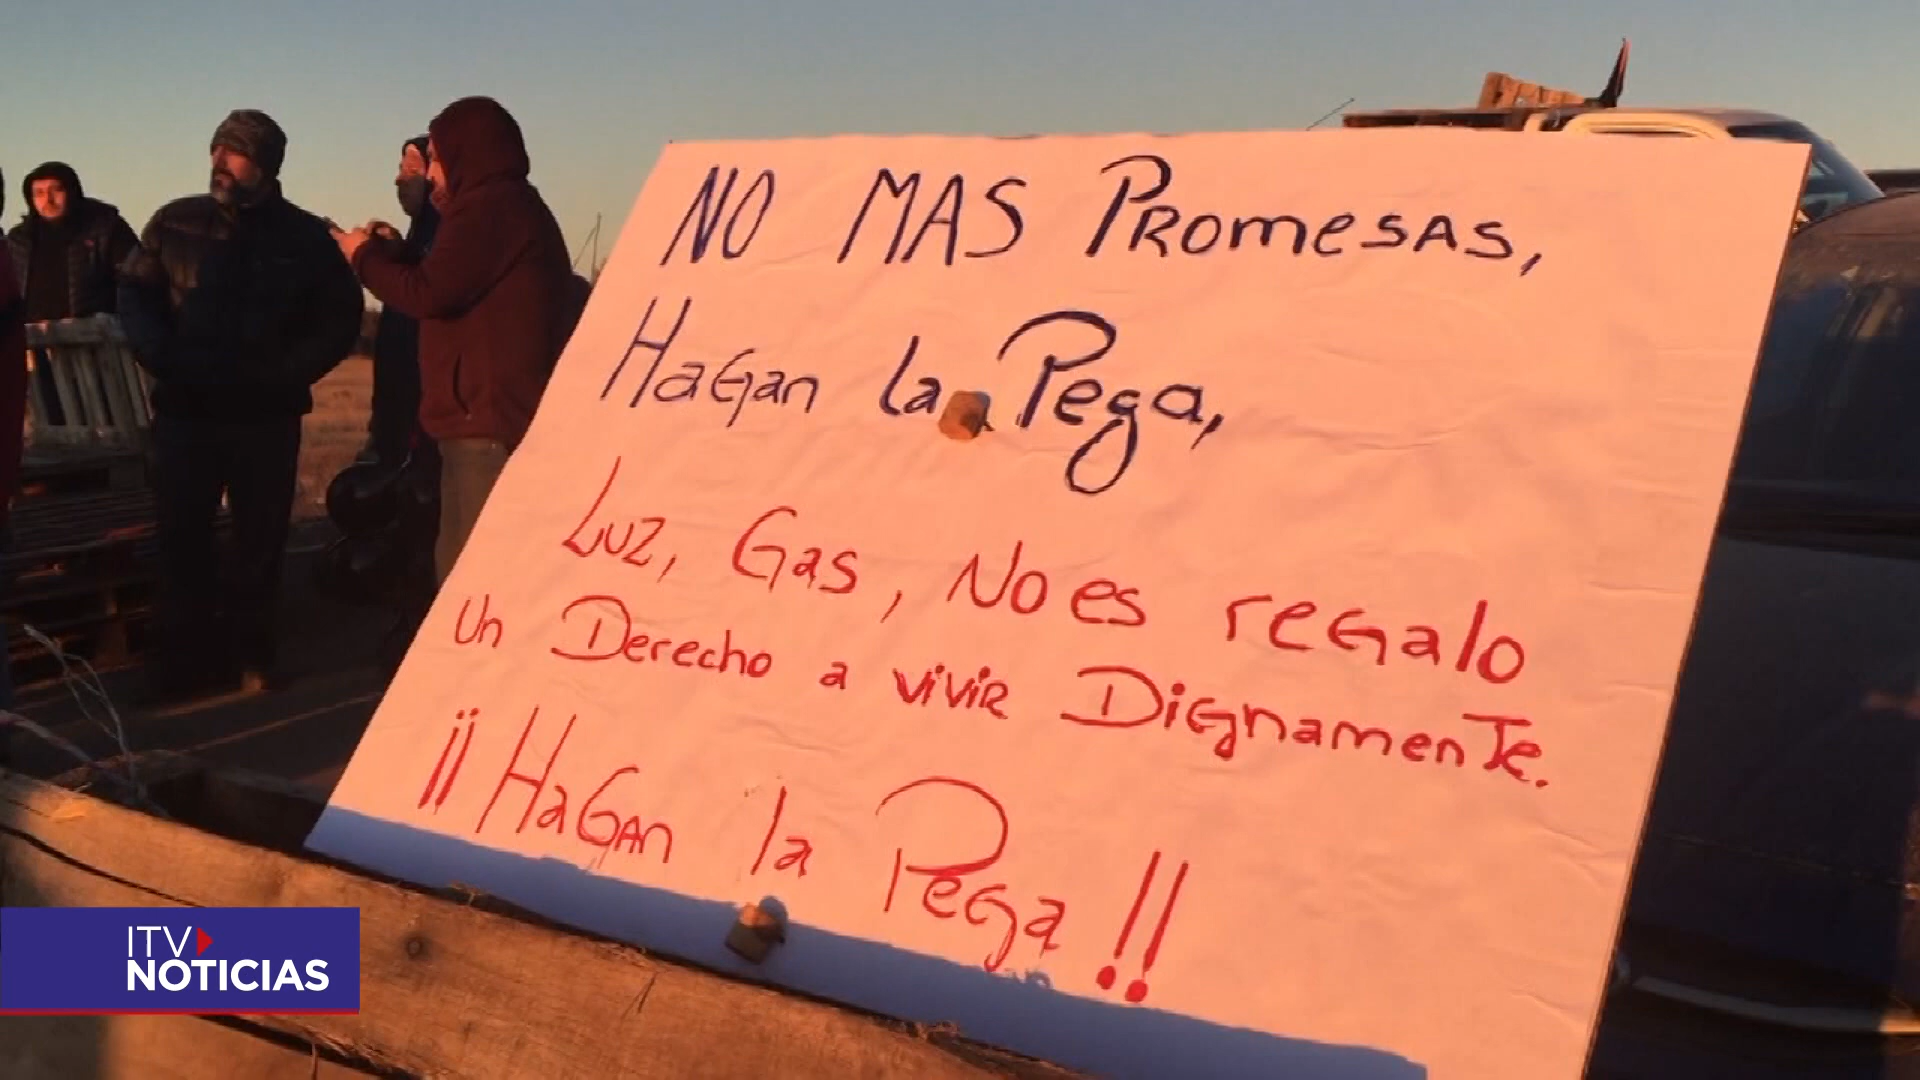 NO MAS PROmeSAS,
HaGan la Pega,
Luz, Gas, No es reGalo
Un Derecho a vivir DiGnamenTe.
¡¡HaGAn la PeGa!!
ITV
NOTICIAS